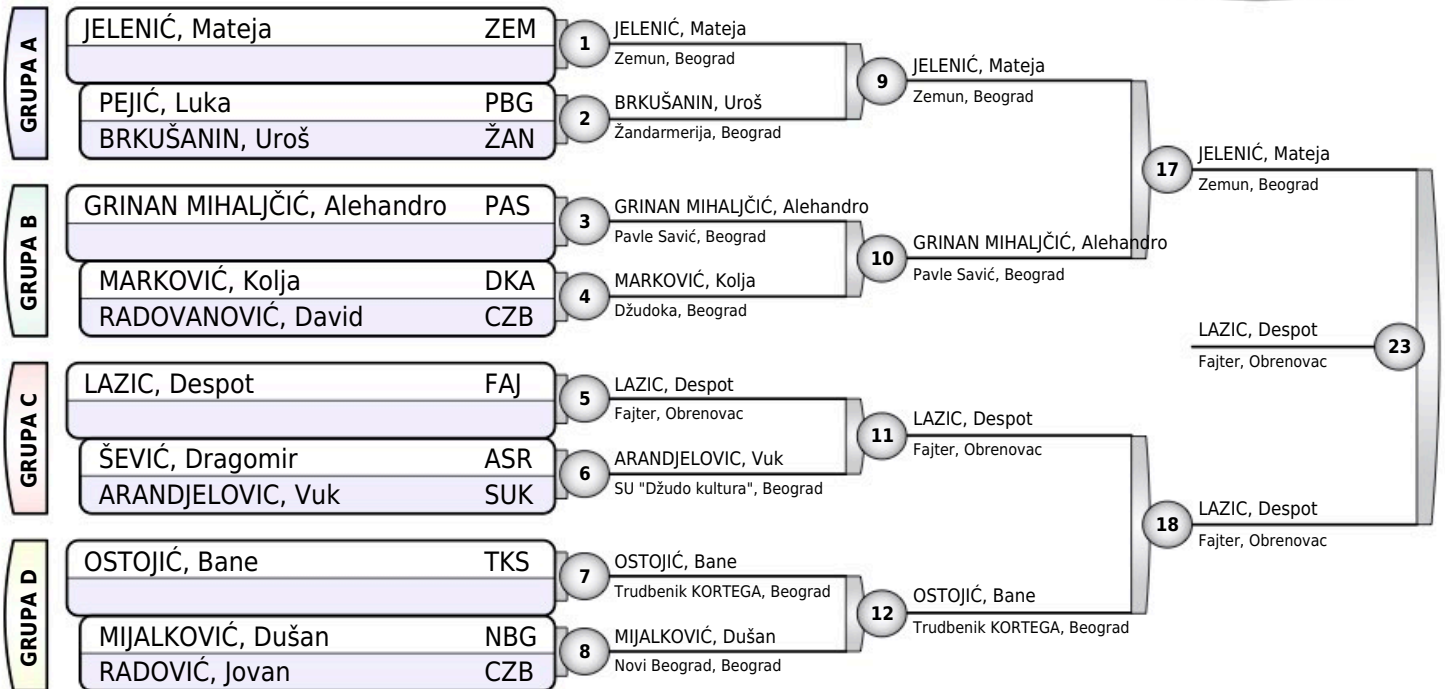 GRUPA A
JELENIĆ, Mateja ZEM
PEJIĆ, Luka PBG
BRKUŠANIN, Uroš ŽAN
GRUPA B
GRINAN MIHALJČIĆ, Alehandro PAS
MARKOVIĆ, Kolja DKA
RADOVANOVIĆ, David CZB
GRUPA C
LAZIC, Despot FAJ
ŠEVIĆ, Dragomir ASR
ARANDJELOVIC, Vuk SUK
GRUPA D
OSTOJIĆ, Bane TKS
MIJALKOVIĆ, Dušan NBG
RADOVIĆ, Jovan CZB
1
JELENIĆ, Mateja
Zemun, Beograd
2
BRKUŠANIN, Uroš
Žandarmerija, Beograd
3
GRINAN MIHALJČIĆ, Alehandro
Pavle Savić, Beograd
4
MARKOVIĆ, Kolja
Džudoka, Beograd
5
LAZIC, Despot
Fajter, Obrenovac
6
ARANDJELOVIC, Vuk
SU "Džudo kultura", Beograd
7
OSTOJIĆ, Bane
Trudbenik KORTEGA, Beograd
8
MIJALKOVIĆ, Dušan
Novi Beograd, Beograd
9
JELENIĆ, Mateja
Zemun, Beograd
10
GRINAN MIHALJČIĆ, Alehandro
Pavle Savić, Beograd
11
LAZIC, Despot
Fajter, Obrenovac
12
OSTOJIĆ, Bane
Trudbenik KORTEGA, Beograd
17
JELENIĆ, Mateja
Zemun, Beograd
18
LAZIC, Despot
Fajter, Obrenovac
LAZIC, Despot
Fajter, Obrenovac
23